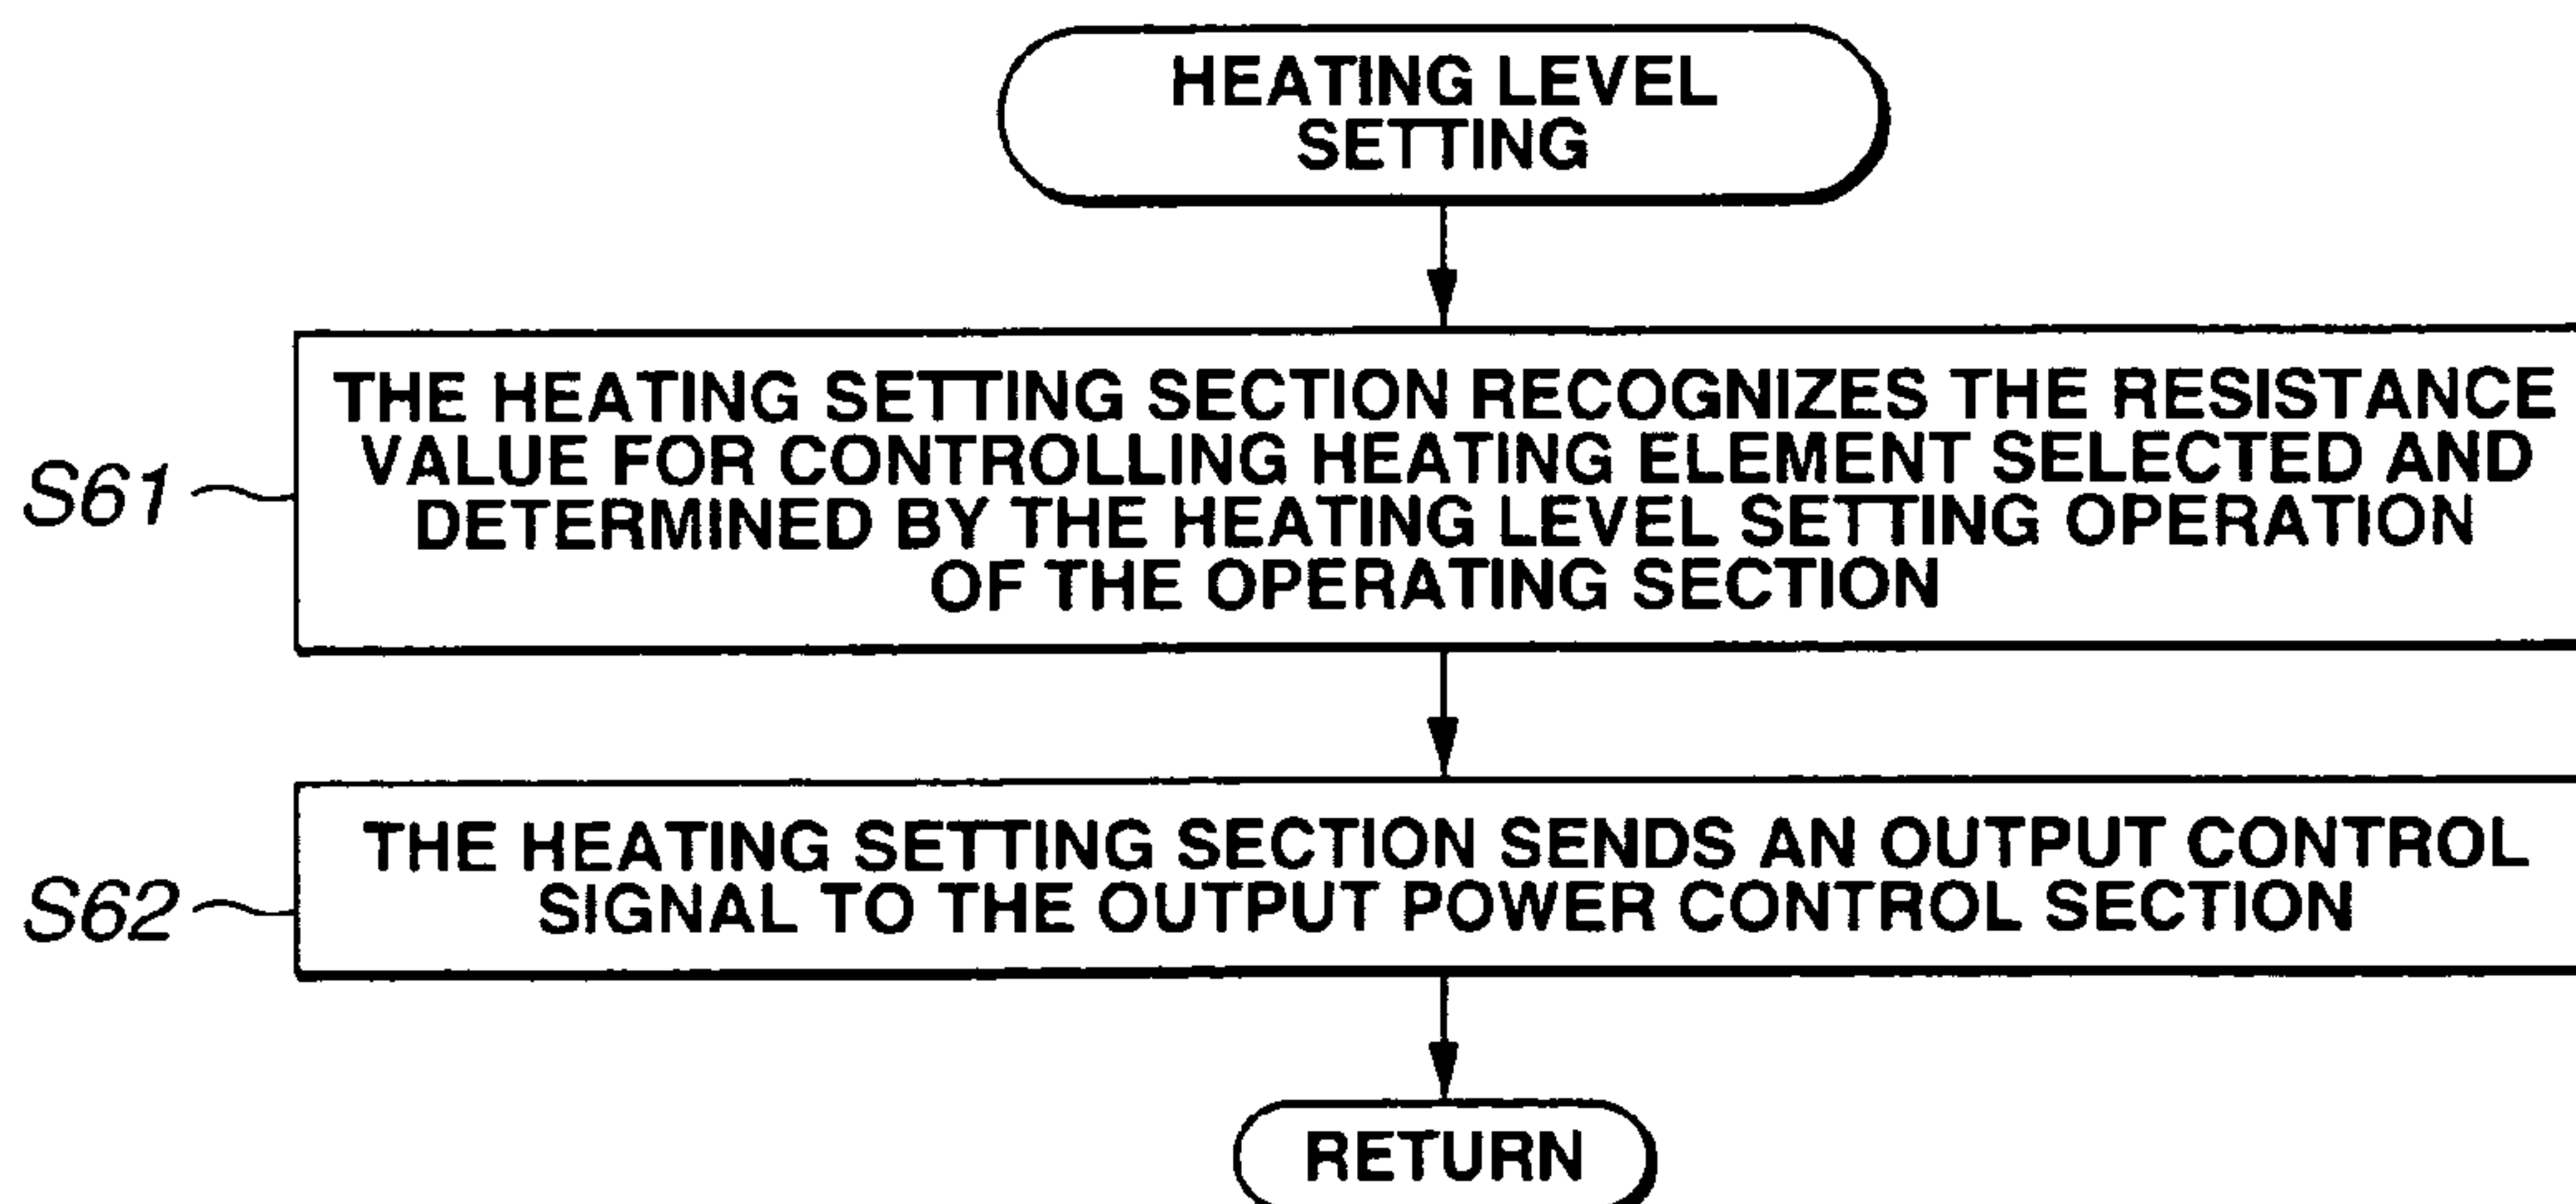 HEATING LEVEL
SETTING
S61
THE HEATING SETTING SECTION RECOGNIZES THE RESISTANCE
VALUE FOR CONTROLLING HEATING ELEMENT SELECTED AND
DETERMINED BY THE HEATING LEVEL SETTING OPERATION
OF THE OPERATING SECTION
S62
THE HEATING SETTING SECTION SENDS AN OUTPUT CONTROL
SIGNAL TO THE OUTPUT POWER CONTROL SECTION
RETURN